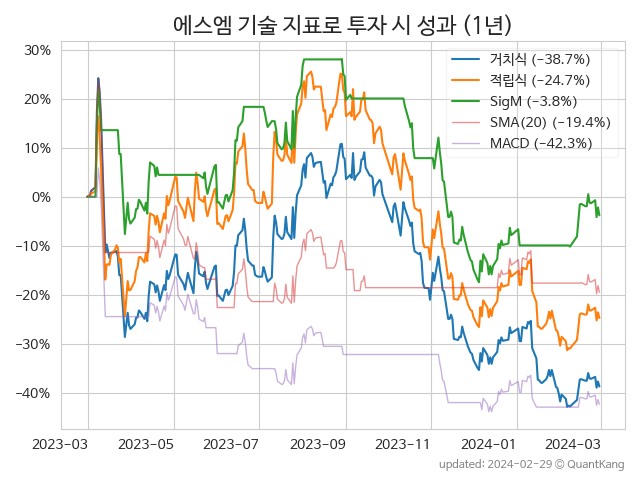 에스엠 기술 지표로 투자 시 성과 (1년)
30%
20%
10%
0%
−10%
−20%
−30%
−40%
거치식 (−38.7%)
적립식 (−24.7%)
SigM (−3.8%)
SMA(20) (−19.4%)
MACD (−42.3%)
2023−03 2023−05 2023−07 2023−09 2023−11 2024−01 2024−03
updated: 2024−02−29 ⓒ QuantKang